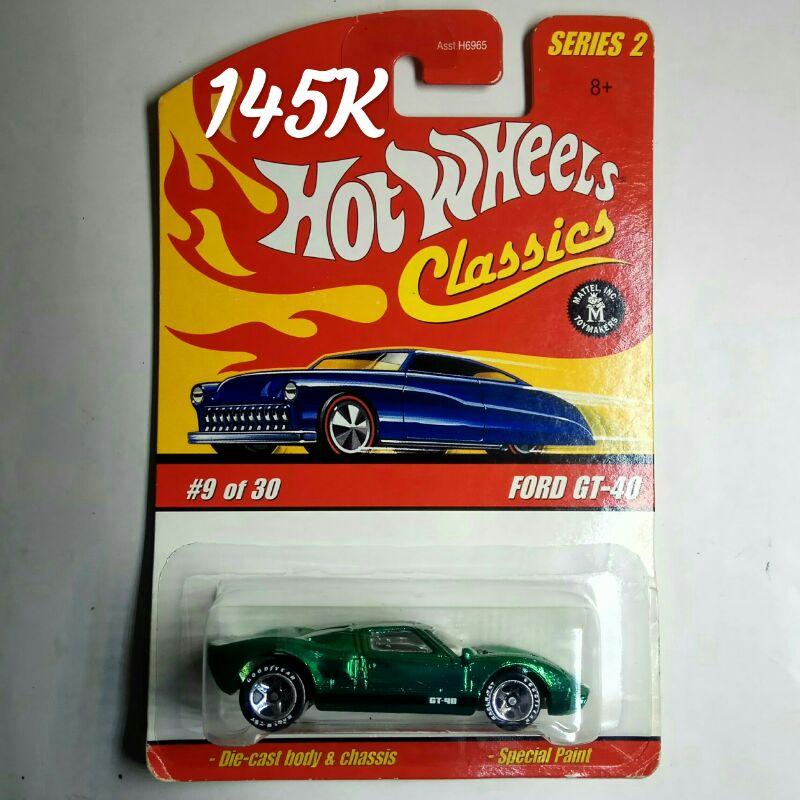 Asst H6965
SERIES 2
8+
145K
HOT WHEELS
Classics
MATTEL, INC.
M
TOYMAKERS
#9 of 30
FORD GT-40
GOODYEAR
GT-40
- Die-cast body & chassis
- Special Paint